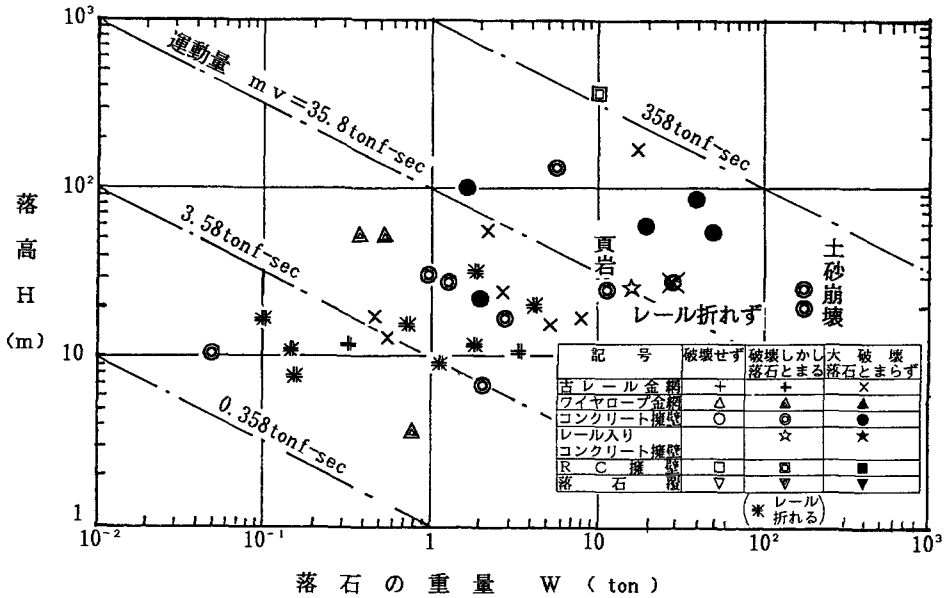 10³
運動量 mv＝35.8tonf-sec
358tonf-sec
10²
3.58tonf-sec
頁岩
土砂崩壊
レール折れず
落高H
(m)
10
0.358tonf-sec
記号 破壊せず 破壊しかし落石とまる 大破壊落石とまらず
古レール金網 + + ×
ワイヤロープ金網 △ ▲ ▲
コンクリート擁壁 ○ ◎ ●
レール入り
コンクリート擁壁 ☆ ★
RC擁壁 □ 回 ■
落石覆 ▽ ▼ ▼
(＊ レール折れる)
1
10⁻² 10⁻¹ 1 10 10² 10³
落石の重量 W (ton)